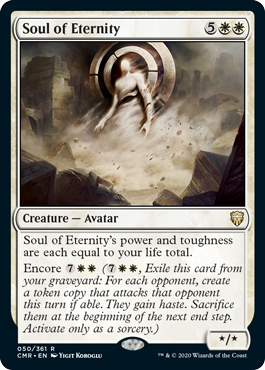 Soul of Eternity 5
Creature — Avatar
Soul of Eternity's power and toughness
are each equal to your life total.
Encore 7 (7, Exile this card from
your graveyard: For each opponent, create
a token copy that attacks that opponent
this turn if able. They gain haste. Sacrifice
them at the beginning of the next end step.
Activate only as a sorcery.)
*/*
050/361 R
CMR • EN YIGIT KOROGLU
™ & © 2020 Wizards of the Coast